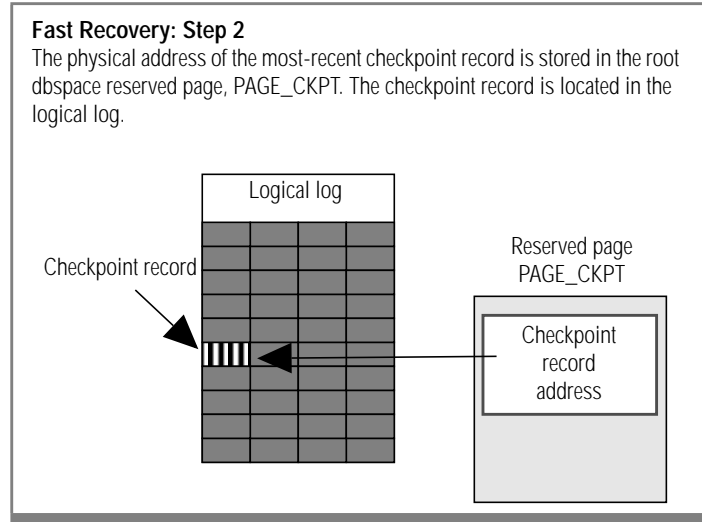 Fast Recovery: Step 2
The physical address of the most-recent checkpoint record is stored in the root
dbspace reserved page, PAGE_CKPT. The checkpoint record is located in the
logical log.
Logical log
Checkpoint record
Reserved page
PAGE_CKPT
Checkpoint
record
address